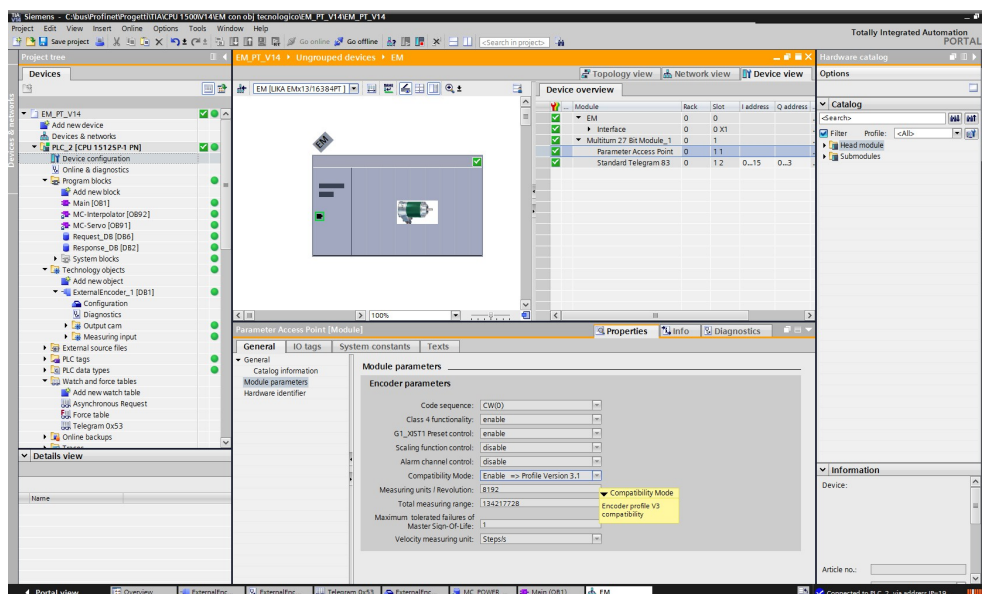 Siemens - C:\bus\Profinet\Progetti\TIA\CPU 1500\V14\EM con obj tecnologico\EM_PT_V14\EM_PT_V14
Project Edit View Insert Online Options Tools Window Help
Totally Integrated Automation
PORTAL
Save project Go online Go offline <Search in project>
Project tree
EM_PT_V14 ▸ Ungrouped devices ▸ EM
Hardware catalog
Devices
Topology view Network view Device view
Options
EM [LIKA EMx13/16384PT]
Device overview
... Module Rack Slot I address Q address
EM 0 0
Interface 0 0 X1
Multiturn 27 Bit Module_1 0 1
Parameter Access Point 0 1 1
Standard Telegram 83 0 1 2 0...15 0...3
Catalog
<Search>
Filter Profile: <All>
Head module
Submodules
Devices & networks
EM_PT_V14
Add new device
Devices & networks
PLC_2 [CPU 1512SP-1 PN]
Device configuration
Online & diagnostics
Program blocks
Add new block
Main [OB1]
MC-Interpolator [OB92]
MC-Servo [OB91]
Request_DB [DB6]
Response_DB [DB2]
System blocks
Technology objects
Add new object
ExternalEncoder_1 [DB1]
Configuration
Diagnostics
Output cam
Measuring input
External source files
PLC tags
PLC data types
Watch and force tables
Add new watch table
Asynchronous Request
Force table
Telegram 0x53
Online backups
Traces
EM
100%
Parameter Access Point [Module]
Properties Info Diagnostics
General IO tags System constants Texts
General
Catalog information
Module parameters
Hardware identifier
Module parameters
Encoder parameters
Code sequence: CW(0)
Class 4 functionality: enable
G1_XIST1 Preset control: enable
Scaling function control: disable
Alarm channel control: disable
Compatibility Mode: Enable => Profile Version 3.1
Measuring units / Revolution: 8192
Total measuring range: 134217728
Maximum tolerated failures of
Master Sign-Of-Life: 1
Velocity measuring unit: Steps/s
Compatibility Mode
Encoder profile V3
compatibility
Details view
Name
Information
Device:
Article no.:
Portal view Overview ExternalEnc... ExternalEnc... Telegram 0x53 ExternalEnc... MC_POWER Main (OB1) EM